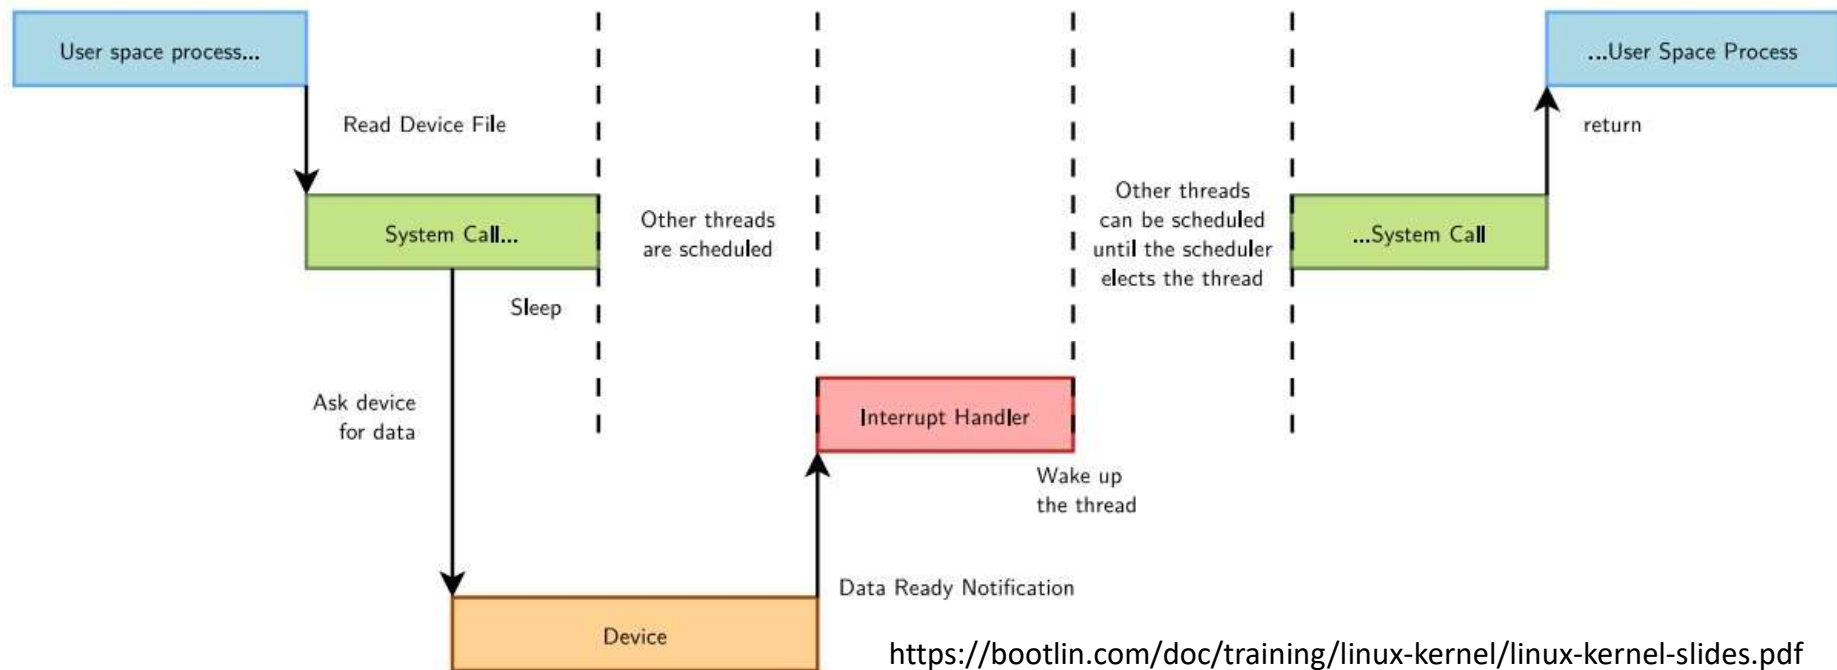 User space process...
...User Space Process
Read Device File
return
System Call...
Other threads
are scheduled
Other threads
can be scheduled
until the scheduler
elects the thread
...System Call
Sleep
Ask device
for data
Interrupt Handler
Wake up
the thread
Data Ready Notification
Device
https://bootlin.com/doc/training/linux-kernel/linux-kernel-slides.pdf